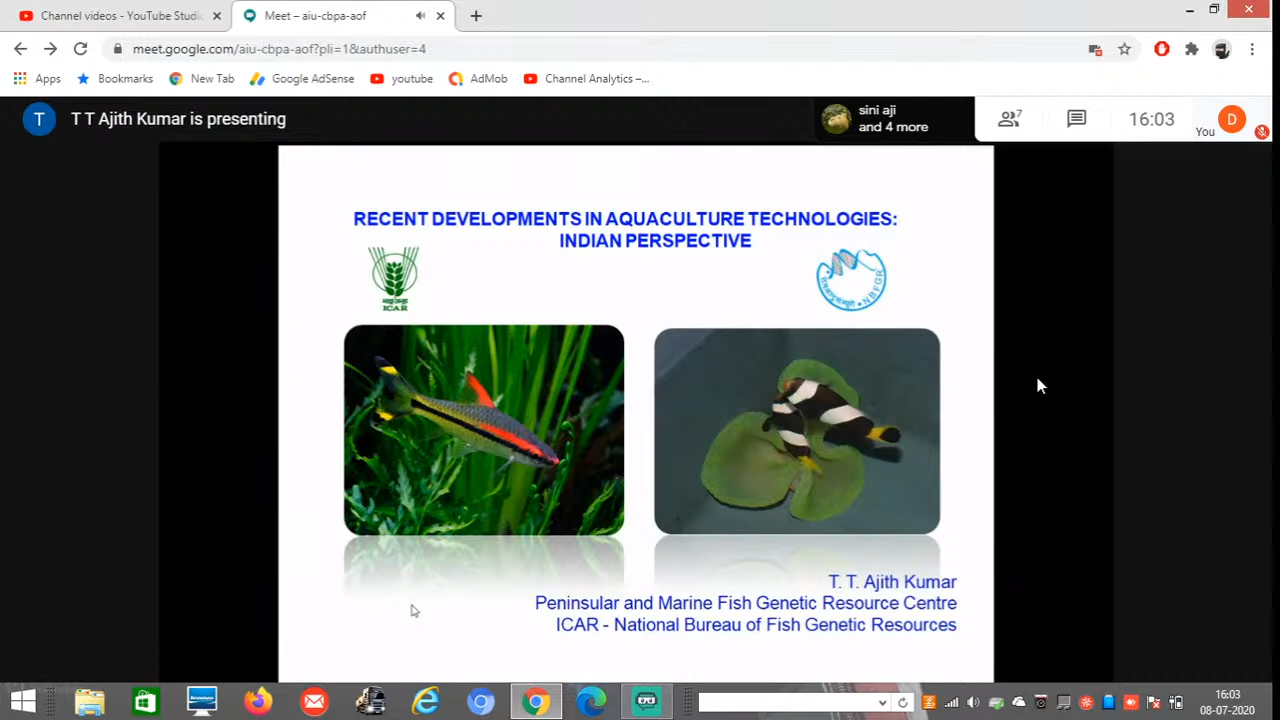 Channel videos - YouTube Studio
Meet – aiu-cbpa-aof
meet.google.com/aiu-cbpa-aof?pli=1&authuser=4
Apps
Bookmarks
New Tab
Google AdSense
youtube
AdMob
Channel Analytics –...
T
T T Ajith Kumar is presenting
sini aji
and 4 more
7
16:03
You
D
RECENT DEVELOPMENTS IN AQUACULTURE TECHNOLOGIES:
INDIAN PERSPECTIVE
ICAR
NBFGR
T. T. Ajith Kumar
Peninsular and Marine Fish Genetic Resource Centre
ICAR - National Bureau of Fish Genetic Resources
16:03
08-07-2020